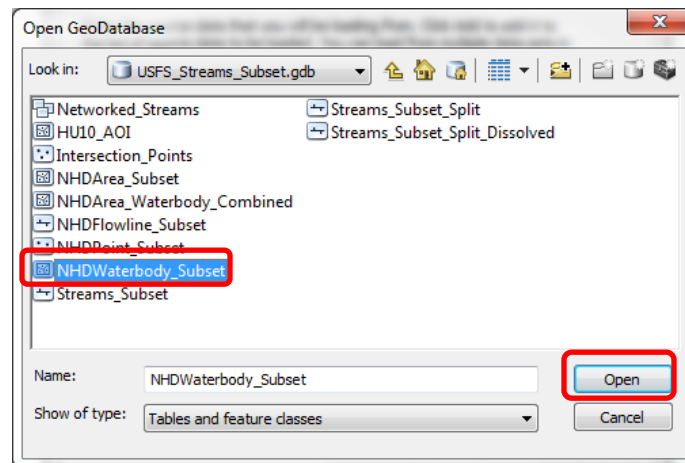 Open GeoDatabase
Look in: USFS_Streams_Subset.gdb
Networked_Streams
HU10_AOI
Intersection_Points
NHDArea_Subset
NHDArea_Waterbody_Combined
NHDFlowline_Subset
NHDPoint_Subset
NHDWaterbody_Subset
Streams_Subset
Streams_Subset_Split
Streams_Subset_Split_Dissolved
Name: NHDWaterbody_Subset
Open
Show of type: Tables and feature classes
Cancel